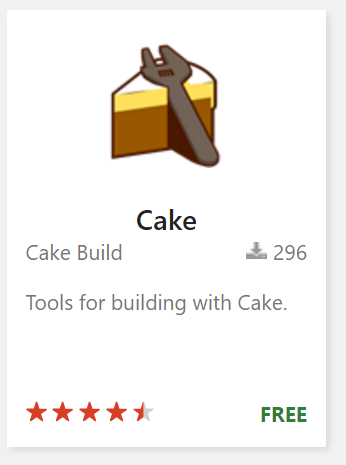 Cake
Cake Build 296
Tools for building with Cake.
FREE